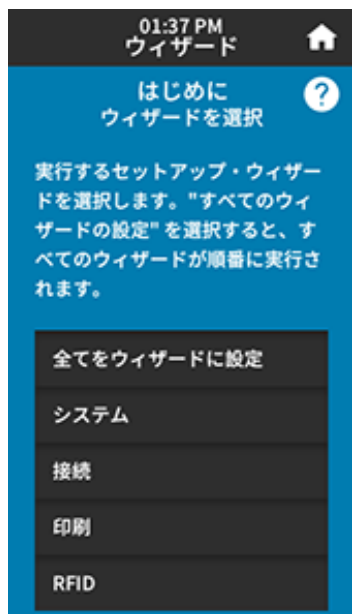 01:37 PM
ウィザード
はじめに
ウィザードを選択
?
実行するセットアップ・ウィザー
ドを選択します。"すべてのウィ
ザードの設定" を選択すると、す
べてのウィザードが順番に実行さ
れます。
全てをウィザードに設定
システム
接続
印刷
RFID